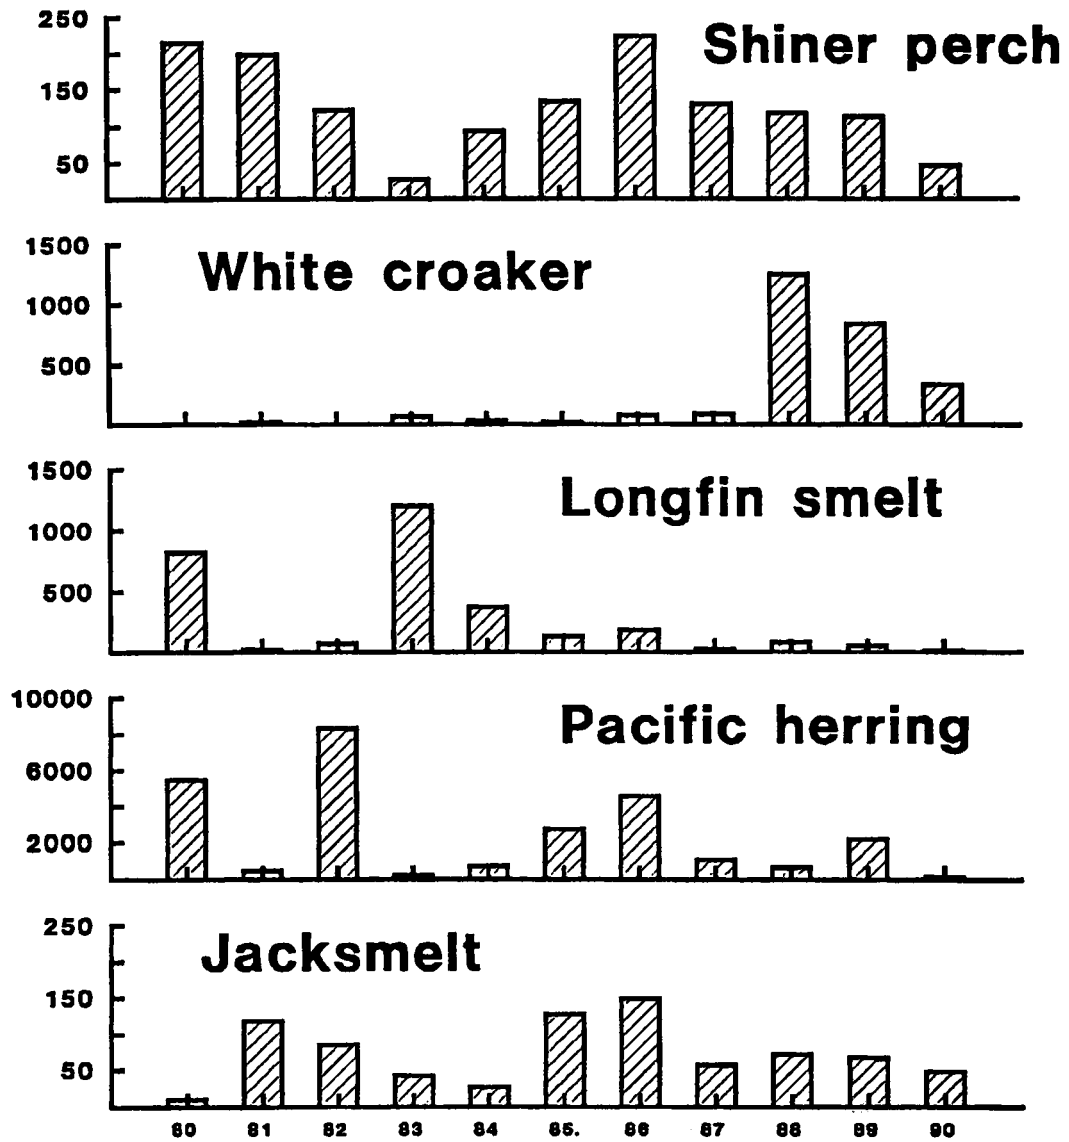 250
Shiner perch
150
50
1500
White croaker
1000
500
1500
Longfin smelt
1000
500
10000
Pacific herring
6000
2000
250
Jacksmelt
150
50
80 81 82 83 84 85. 86 87 88 89 90